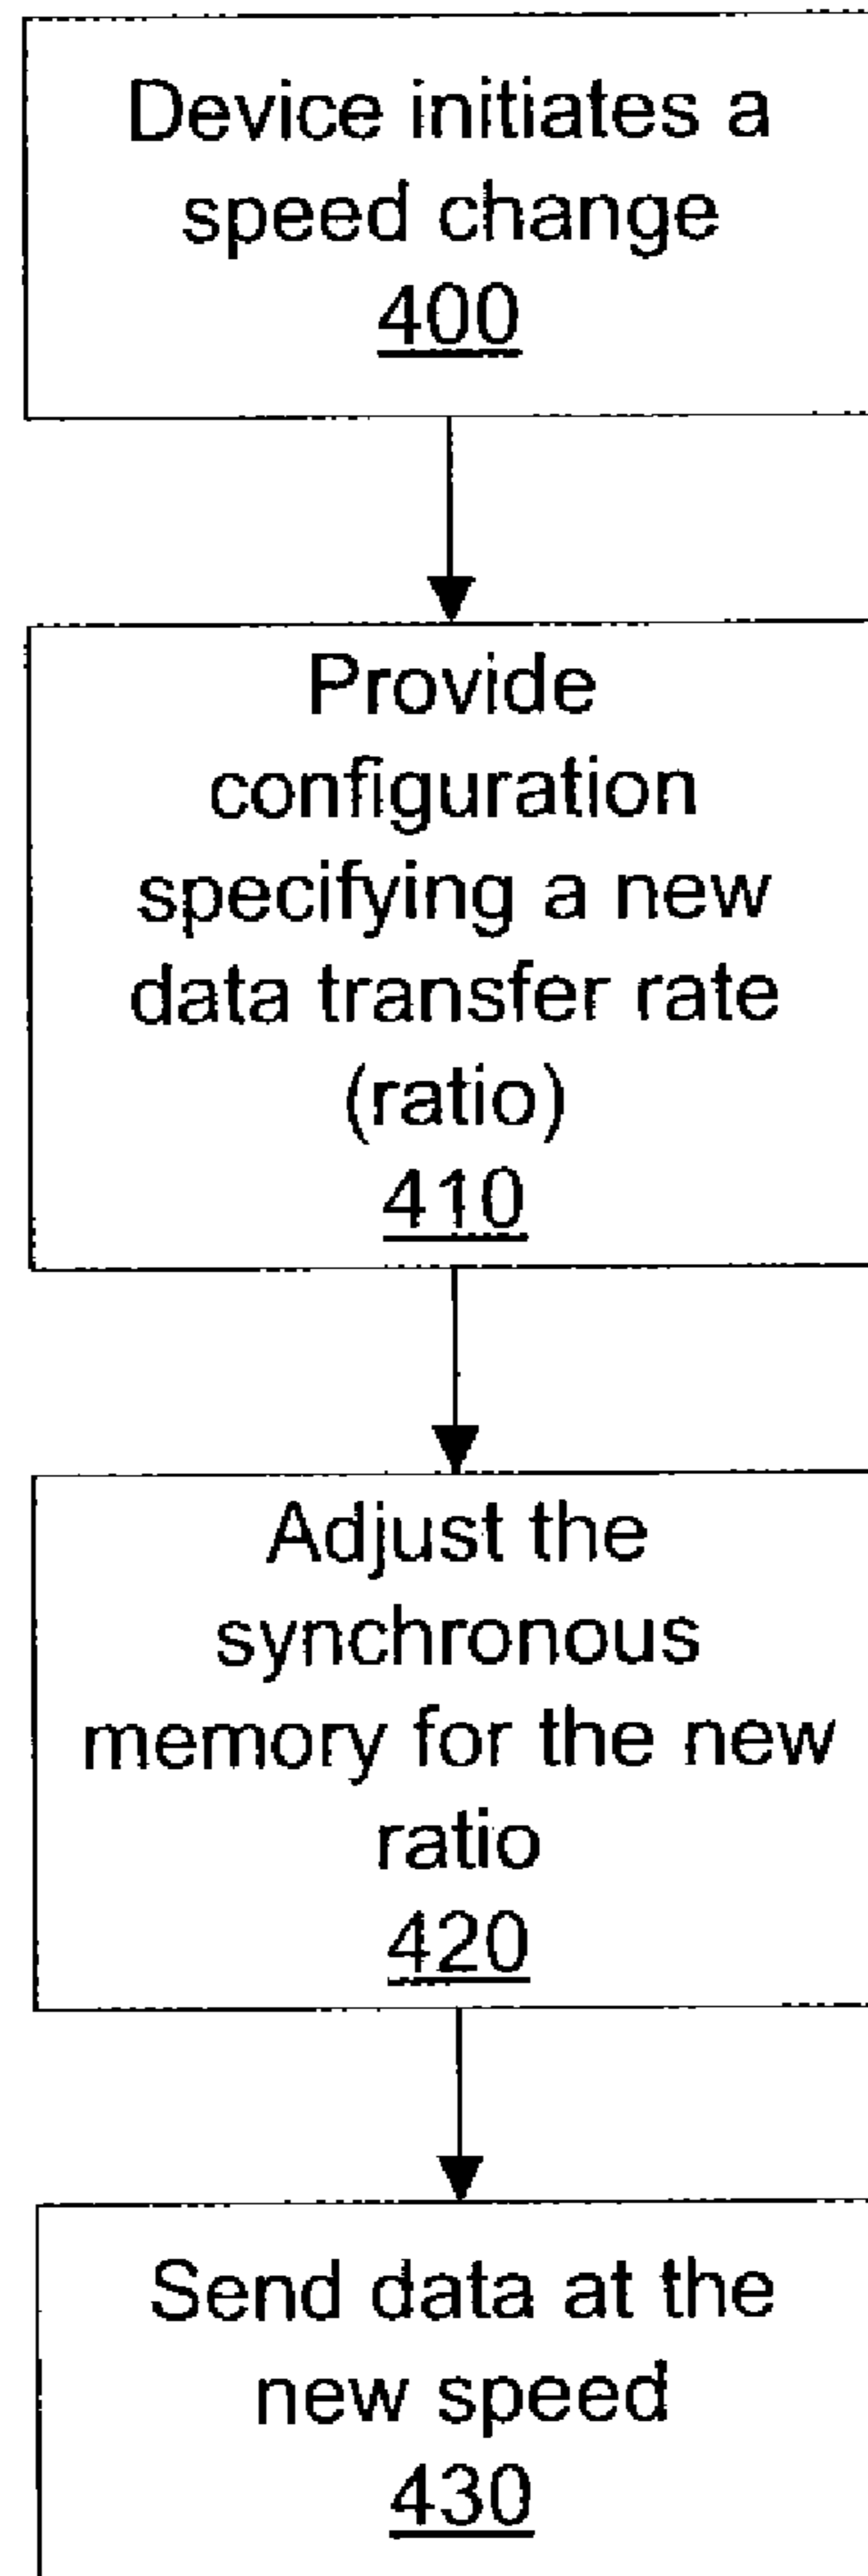 Device initiates a
speed change
400
Provide
configuration
specifying a new
data transfer rate
(ratio)
410
Adjust the
synchronous
memory for the new
ratio
420
Send data at the
new speed
430